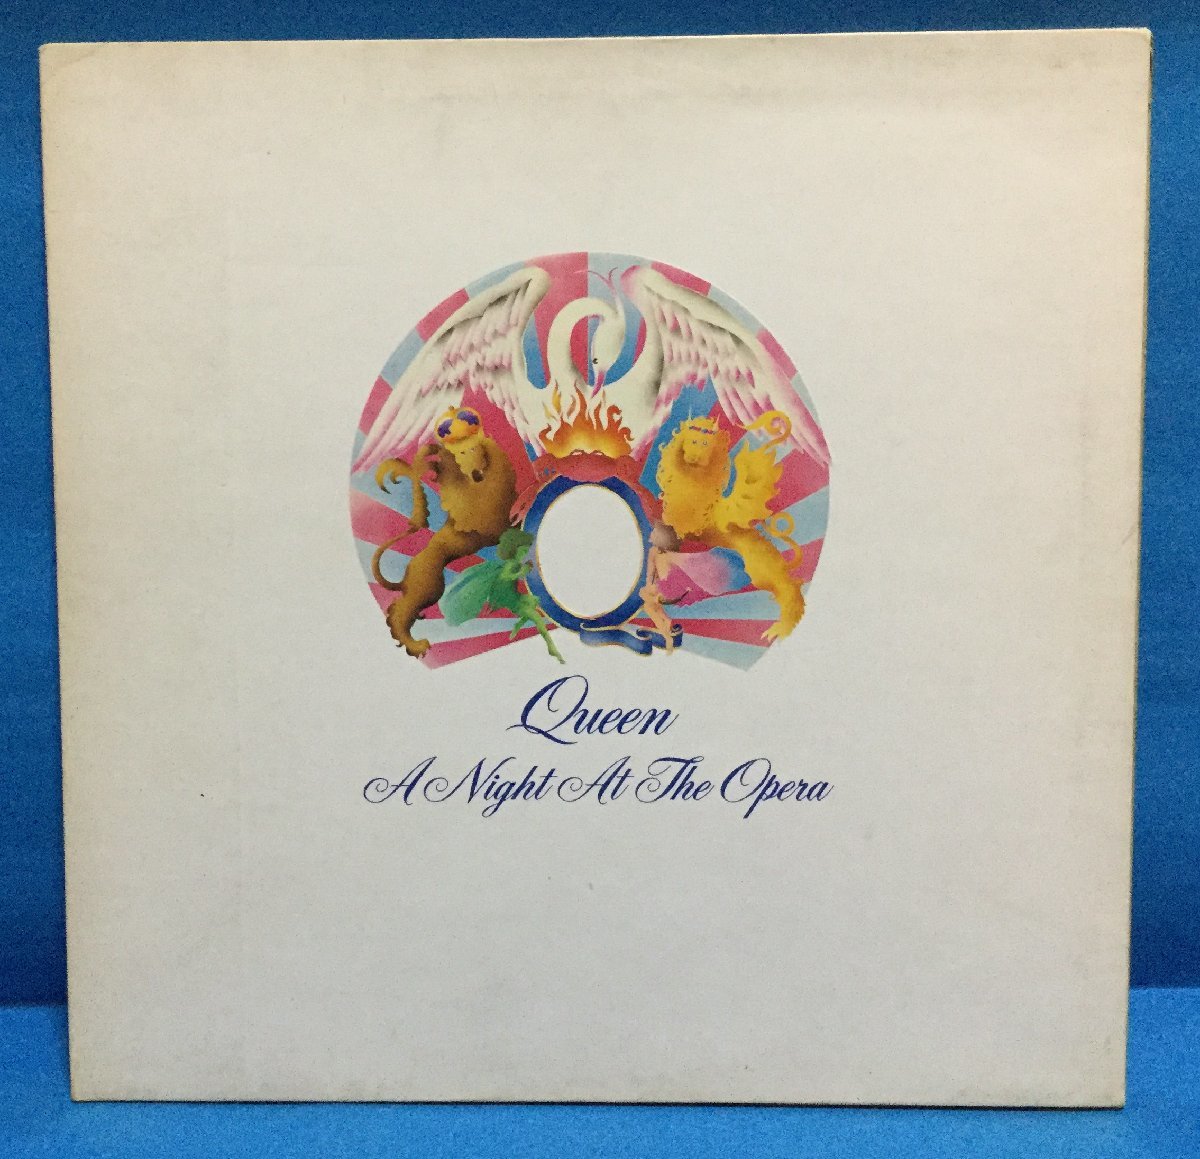 Queen
A Night At The Opera